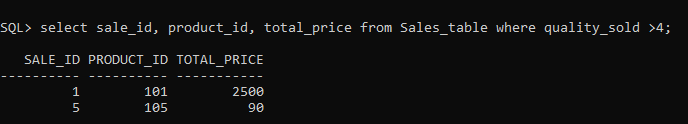 SQL> select sale_id, product_id, total_price from Sales_table where quality_sold >4;
SALE_ID PRODUCT_ID TOTAL_PRICE
---------- ---------- -----------
1 101 2500
5 105 90